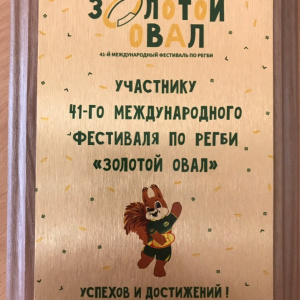 ЗОЛОТОЙ
ОВАЛ
41-Й МЕЖДУНАРОДНЫЙ ФЕСТИВАЛЬ ПО РЕГБИ
УЧАСТНИКУ
41-ГО МЕЖДУНАРОДНОГО
ФЕСТИВАЛЯ ПО РЕГБИ
«ЗОЛОТОЙ ОВАЛ»
УСПЕХОВ И ДОСТИЖЕНИЙ!